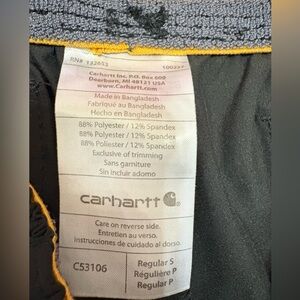 RN# 132653 100257
Carhartt Inc. P.O. Box 600
Dearborn, MI 48121 USA
www.Carhartt.com
Made in Bangladesh
Fabriqué au Bangladesh
Hecho en Bangladesh
88% Polyester / 12% Spandex
88% Polyester / 12% Spandex
88% Poliester / 12% Spandex
Exclusive of trimming
Sans garniture
Sin incluir adorno
carhartt
Care on reverse side.
Entretien au verso.
instrucciones de cuidado al dorso.
C53106
Regular S
Régulière P
Regular P